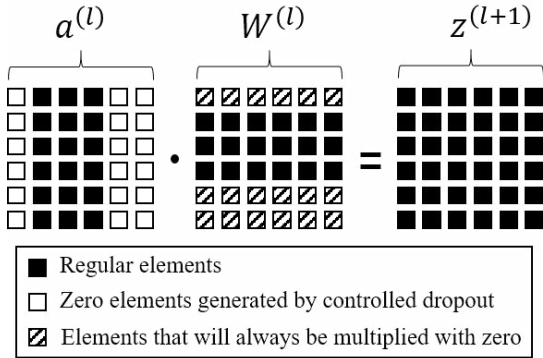 a^{(l)} W^{(l)} z^{(l+1)}
· =
Regular elements
Zero elements generated by controlled dropout
Elements that will always be multiplied with zero